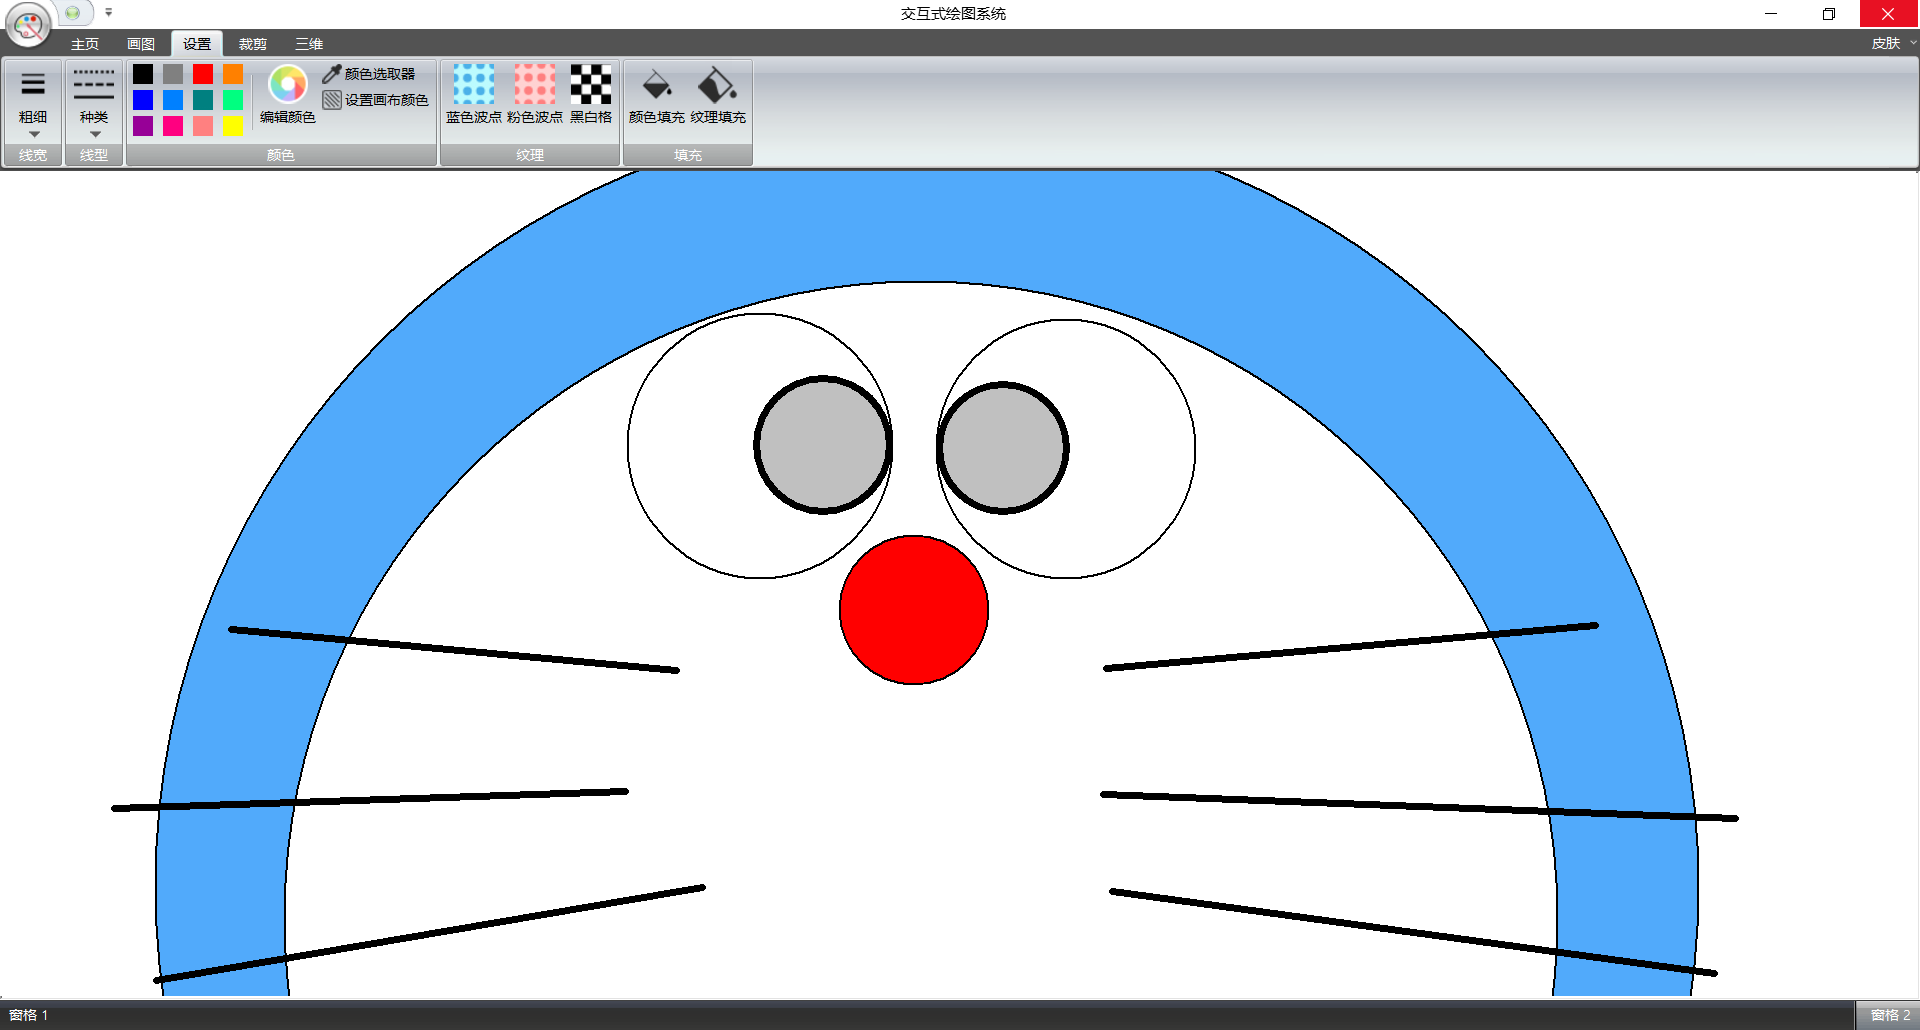 交互式绘图系统
主页 画图 设置 裁剪 三维 皮肤
颜色选取器
设置画布颜色
粗细 种类 编辑颜色 蓝色波点 粉色波点 黑白格 颜色填充 纹理填充
线宽 线型 颜色 纹理 填充
窗格 1 窗格 2